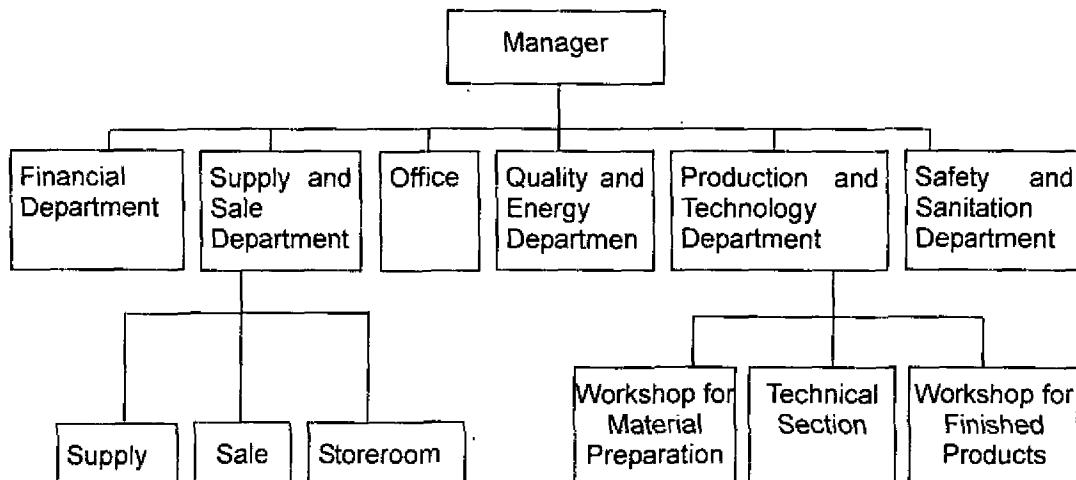 Manager
Financial
Department
Supply and
Sale
Department
Office
Quality and
Energy
Departmen
Production and
Technology
Department
Safety and
Sanitation
Department
Supply
Sale
Storeroom
Workshop for
Material
Preparation
Technical
Section
Workshop for
Finished
Products